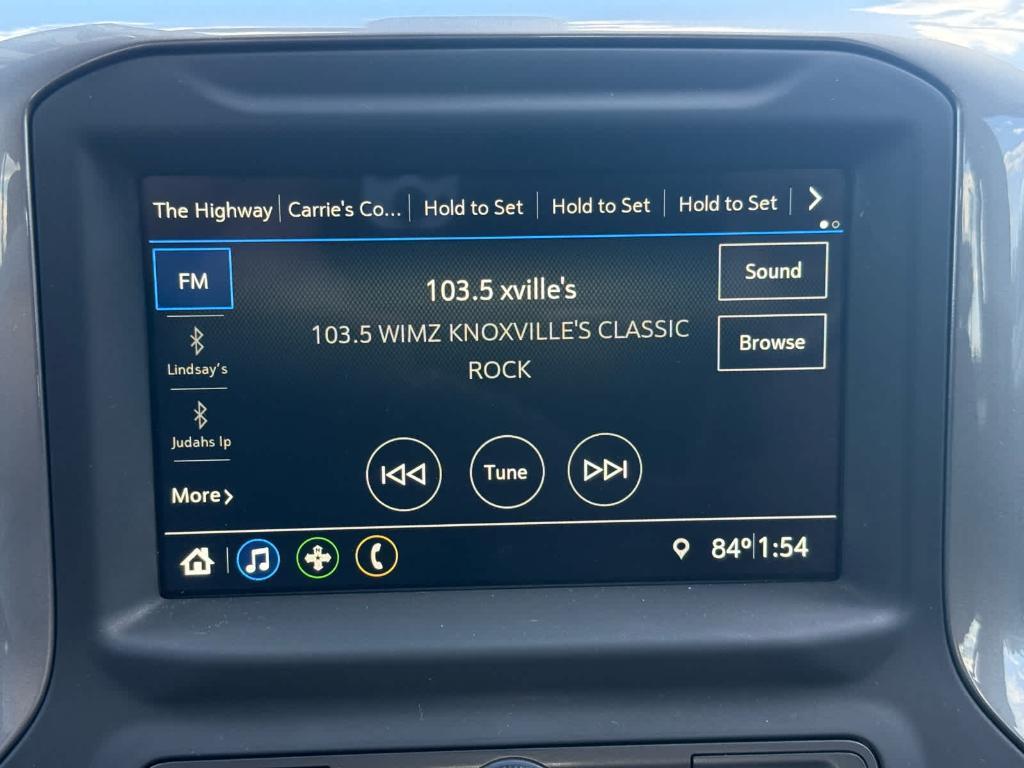 The Highway Carrie's Co... Hold to Set Hold to Set Hold to Set
FM
103.5 xville's
Sound
103.5 WIMZ KNOXVILLE'S CLASSIC
ROCK
Browse
Lindsay's
Judahs Ip
More
Tune
84° 1:54